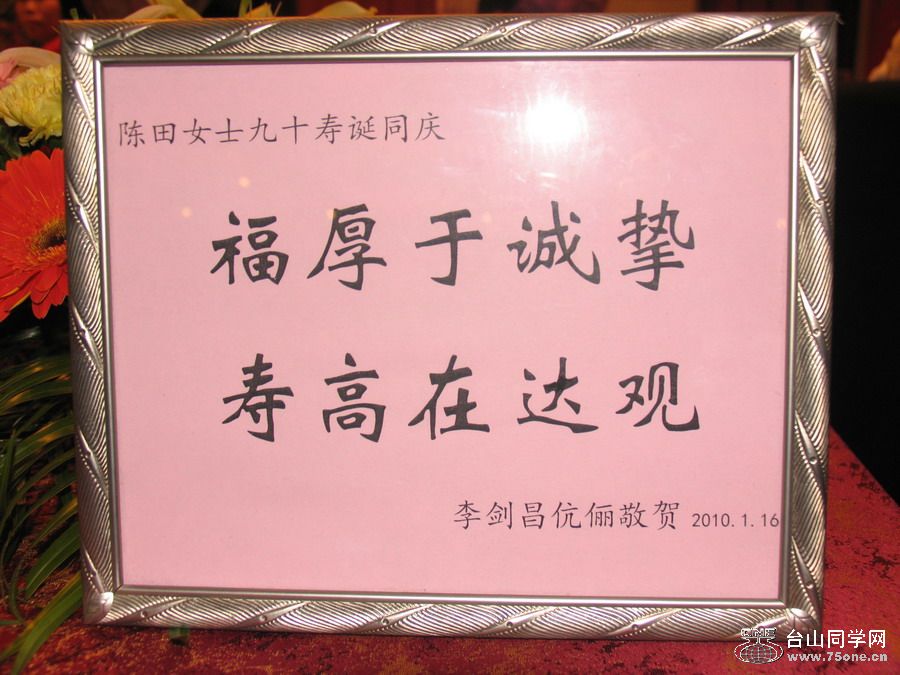 陈田女士九十寿诞同庆
福厚于诚挚
寿高在达观
李剑昌伉俪敬贺 2010.1.16
台山同学网
www.75one.cn